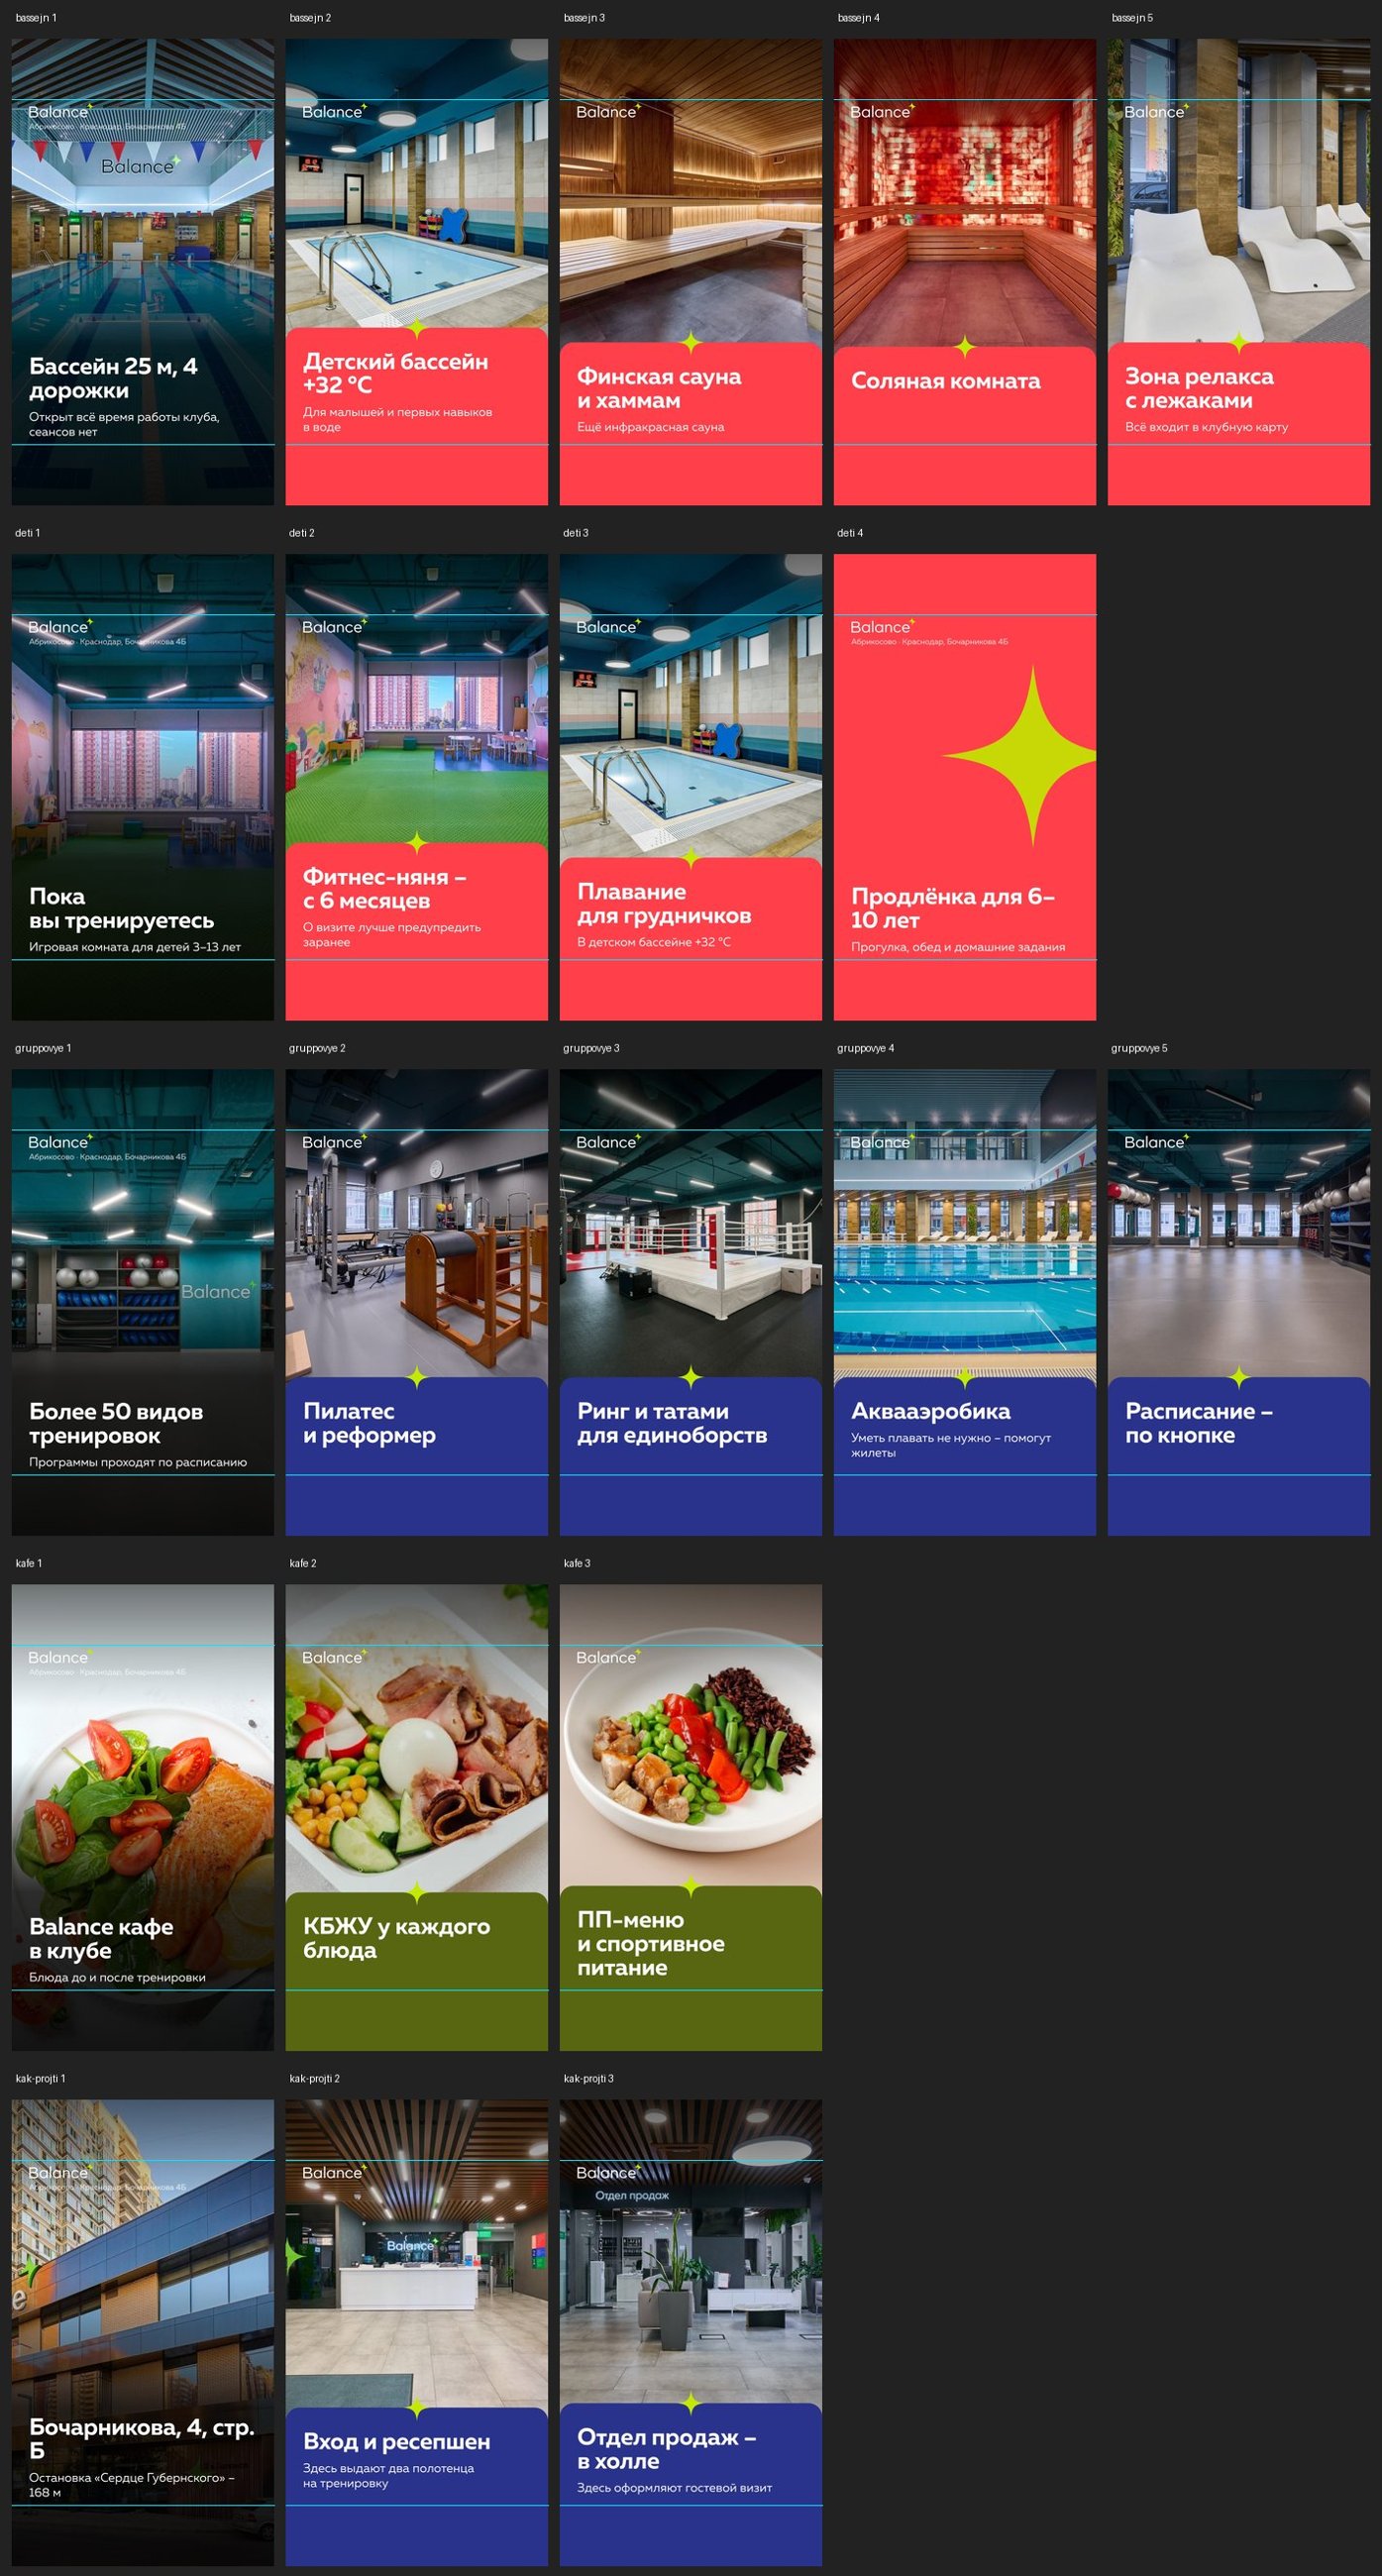 bassejn 1
bassejn 2
bassejn 3
bassejn 4
bassejn 5
Balance
Абрикосово · Краснодар, Бочарникова 4Б
Balance
Бассейн 25 м, 4
дорожки
Открыт всё время работы клуба,
сеансов нет
Balance
Детский бассейн
+32 °C
Для малышей и первых навыков
в воде
Balance
Финская сауна
и хаммам
Ещё инфракрасная сауна
Balance
Соляная комната
Balance
Зона релакса
с лежаками
Всё входит в клубную карту
deti 1
deti 2
deti 3
deti 4
Balance
Абрикосово · Краснодар, Бочарникова 4Б
Пока
вы тренируетесь
Игровая комната для детей 3–13 лет
Balance
Фитнес-няня –
с 6 месяцев
О визите лучше предупредить
заранее
Balance
Плавание
для грудничков
В детском бассейне +32 °C
Balance
Абрикосово · Краснодар, Бочарникова 4Б
Продлёнка для 6–
10 лет
Прогулка, обед и домашние задания
gruppovye 1
gruppovye 2
gruppovye 3
gruppovye 4
gruppovye 5
Balance
Абрикосово · Краснодар, Бочарникова 4Б
Balance
Более 50 видов
тренировок
Программы проходят по расписанию
Balance
Пилатес
и реформер
Balance
Ринг и татами
для единоборств
Balance
Аквааэробика
Уметь плавать не нужно – помогут
жилеты
Balance
Расписание –
по кнопке
kafe 1
kafe 2
kafe 3
Balance
Абрикосово · Краснодар, Бочарникова 4Б
Balance кафе
в клубе
Блюда до и после тренировки
Balance
КБЖУ у каждого
блюда
Balance
ПП-меню
и спортивное
питание
kak-projti 1
kak-projti 2
kak-projti 3
Balance
Абрикосово · Краснодар, Бочарникова 4Б
e
Бочарникова, 4, стр.
Б
Остановка «Сердце Губернского» –
168 м
Balance
Balance
Вход и ресепшен
Здесь выдают два полотенца
на тренировку
Balance
Отдел продаж
Отдел продаж –
в холле
Здесь оформляют гостевой визит